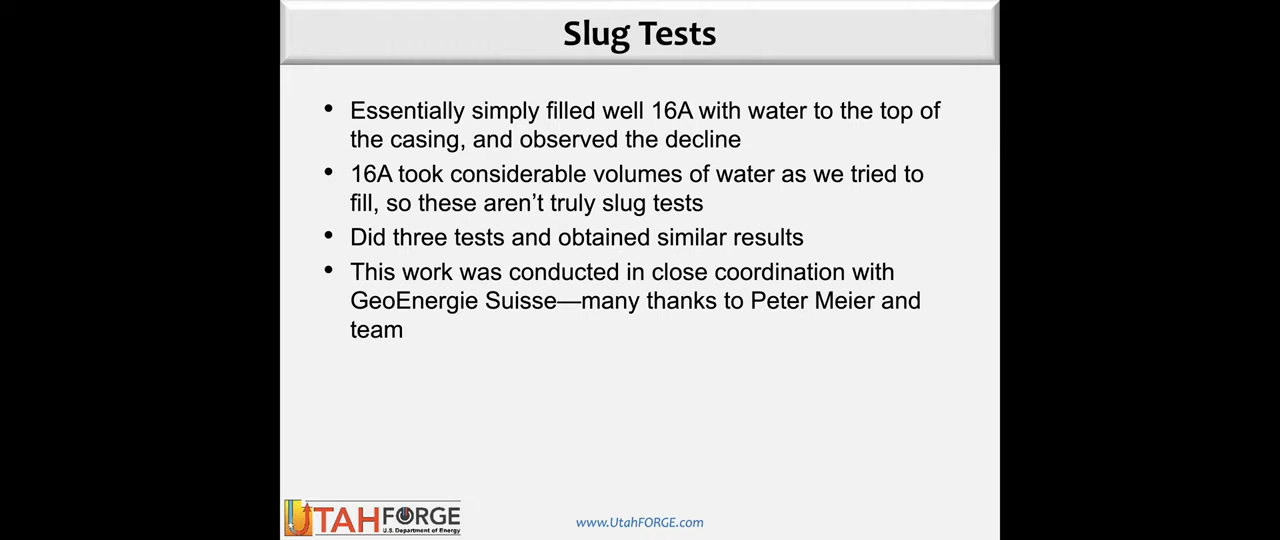 Slug Tests
• Essentially simply filled well 16A with water to the top of
the casing, and observed the decline
• 16A took considerable volumes of water as we tried to
fill, so these aren’t truly slug tests
• Did three tests and obtained similar results
• This work was conducted in close coordination with
GeoEnergie Suisse—many thanks to Peter Meier and
team
UTAH FORGE
U.S. Department of Energy
www.UtahFORGE.com